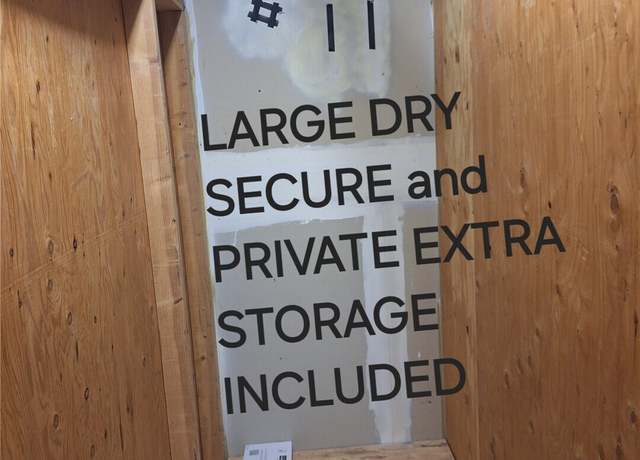 # 11
LARGE DRY
SECURE and
PRIVATE EXTRA
STORAGE
INCLUDED